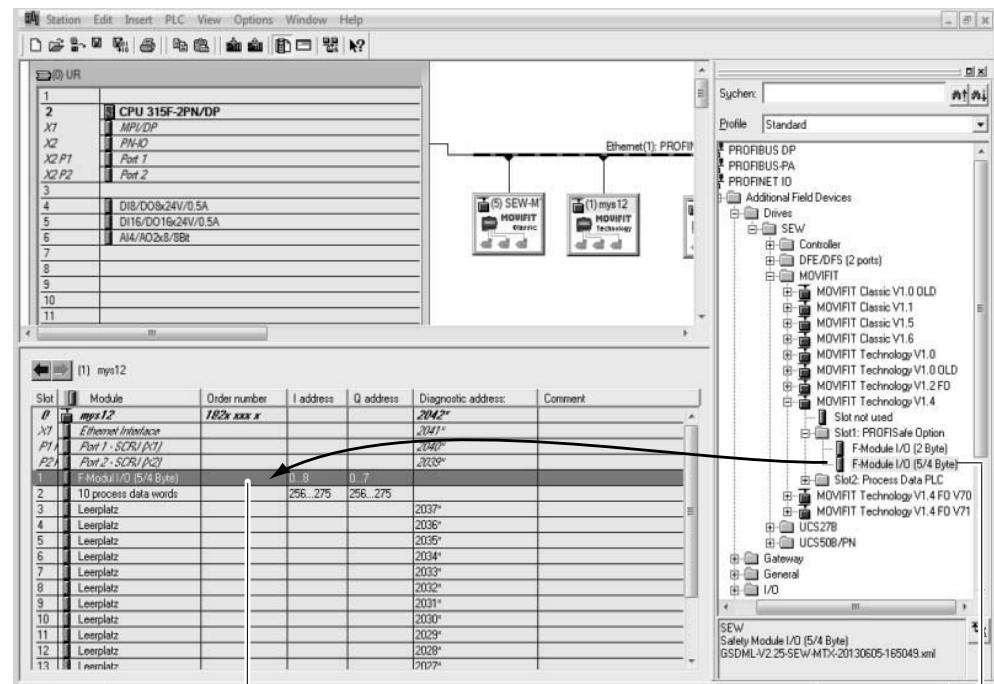 Station Edit Insert PLC View Options Window Help
(0) UR
1
2 CPU 315F-2PN/DP
X1 MPI/DP
X2 PN-IO
X2 P1 Port 1
X2 P2 Port 2
3
4 DI8/DO8x24V/0.5A
5 DI16/DO16x24V/0.5A
6 AI4/AO2x8/8Bit
7
8
9
10
11
Ethernet(1): PROFIN
(5) SEW-M
MOVIFIT
Classic
(1) mys12
MOVIFIT
Technology
(1) mys12
Slot Module Order number I address Q address Diagnostic address: Comment
0 mys12 182x xxx x 2042*
X1 Ethernet Interface 2041*
P1 Port 1 - SCRJ (X1) 2040*
P2 Port 2 - SCRJ (X2) 2039*
1 F-Modul I/O (5/4 Byte) 0...8 0...7
2 10 process data words 256...275 256...275
3 Leerplatz 2037*
4 Leerplatz 2036*
5 Leerplatz 2035*
6 Leerplatz 2034*
7 Leerplatz 2033*
8 Leerplatz 2032*
9 Leerplatz 2031*
10 Leerplatz 2030*
11 Leerplatz 2029*
12 Leerplatz 2028*
13 Leerplatz 2027*
Suchen:
Profile Standard
PROFIBUS DP
PROFIBUS-PA
PROFINET IO
Additional Field Devices
Drives
SEW
Controller
DFE/DFS (2 ports)
MOVIFIT
MOVIFIT Classic V1.0 OLD
MOVIFIT Classic V1.1
MOVIFIT Classic V1.5
MOVIFIT Classic V1.6
MOVIFIT Technology V1.0
MOVIFIT Technology V1.0 OLD
MOVIFIT Technology V1.2 FO
MOVIFIT Technology V1.4
Slot not used
Slot1: PROFISafe Option
F-Module I/O (2 Byte)
F-Module I/O (5/4 Byte)
Slot2: Process Data PLC
MOVIFIT Technology V1.4 FO V70
MOVIFIT Technology V1.4 FO V71
UCS27B
UCS50B/PN
Gateway
General
I/O
SEW
Safety Module I/O (5/4 Byte)
GSDML-V2.25-SEW-MTX-20130605-165049.xml